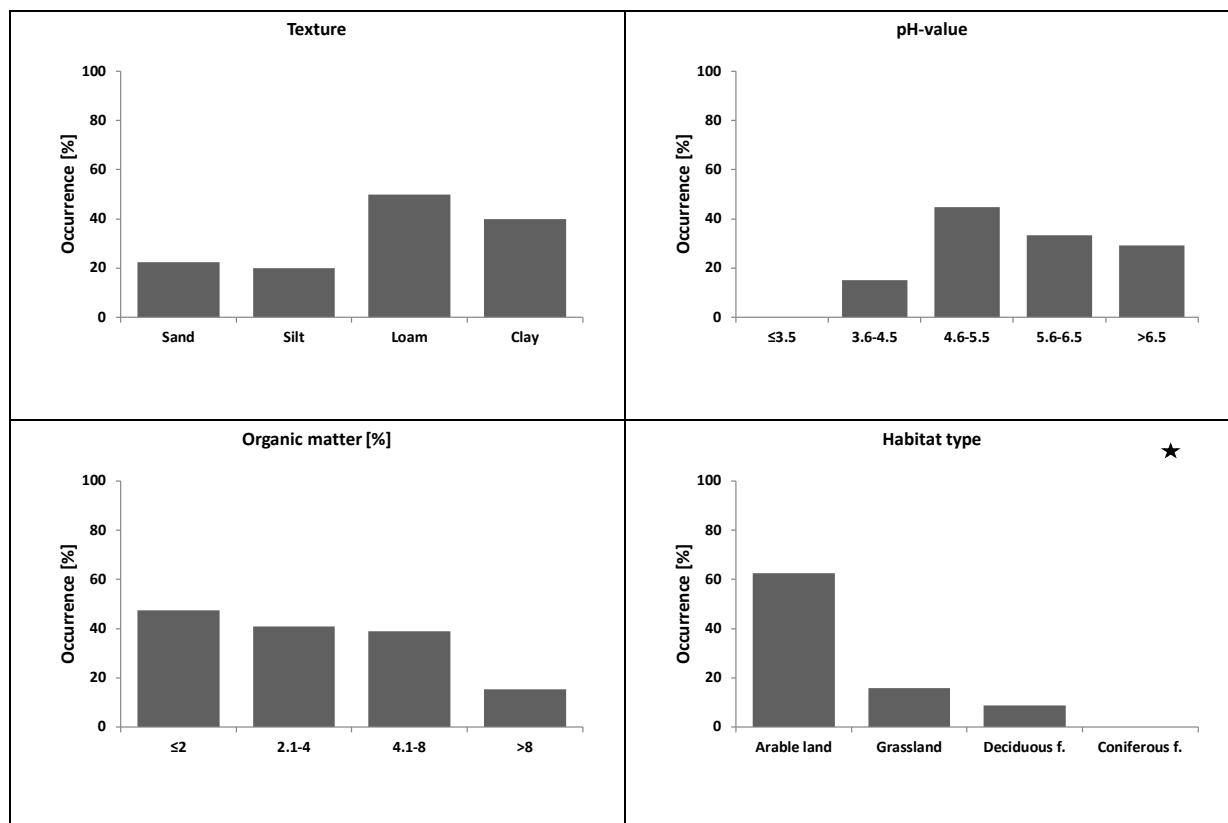 Texture
100
80
60
40
20
0
Occurrence [%]
Sand Silt Loam Clay
pH-value
100
80
60
40
20
0
Occurrence [%]
≤3.5 3.6-4.5 4.6-5.5 5.6-6.5 >6.5
Organic matter [%]
100
80
60
40
20
0
Occurrence [%]
≤2 2.1-4 4.1-8 >8
Habitat type
100
80
60
40
20
0
Occurrence [%]
Arable land Grassland Deciduous f. Coniferous f.